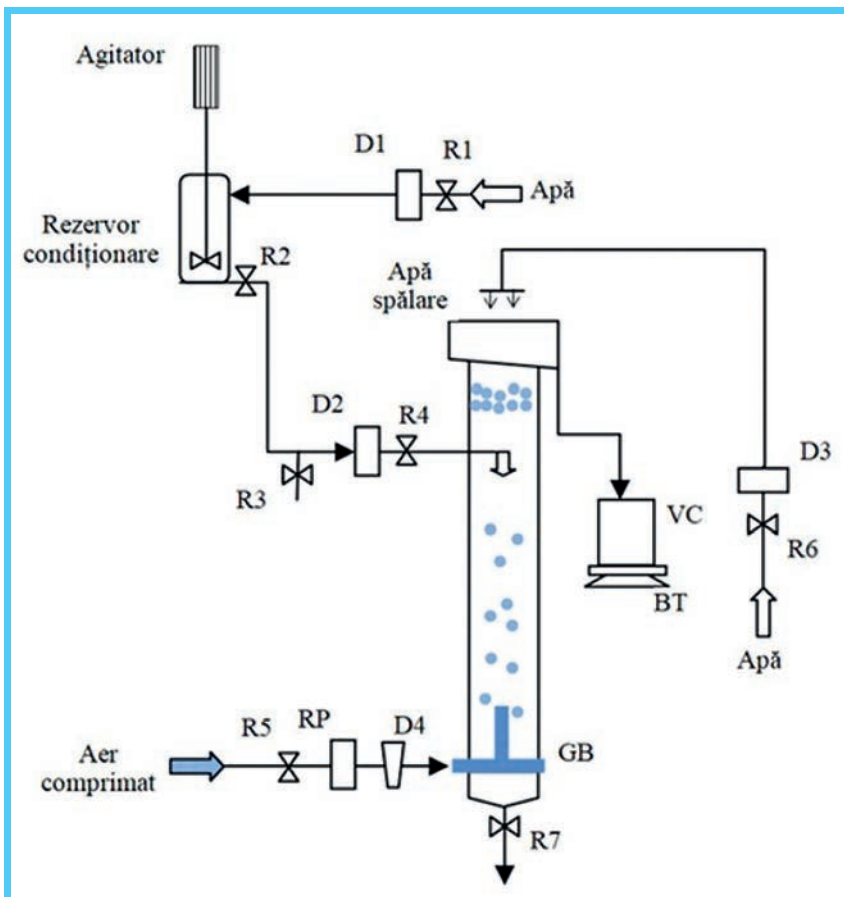 Agitator
D1
R1
Apă
Rezervor
condiționare
R2
Apă
spălare
D2
R4
R3
D3
VC
R6
BT
Apă
R5
RP
D4
Aer
comprimat
GB
R7